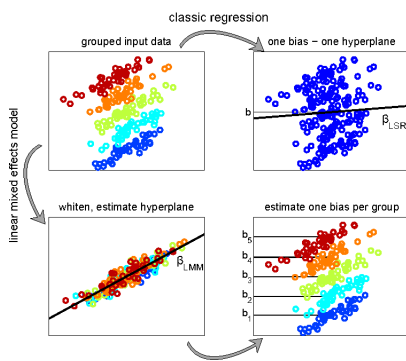 classic regression
grouped input data
one bias – one hyperplane
b
βLSR
linear mixed effects model
whiten, estimate hyperplane
estimate one bias per group
βLMM
b5
b4
b3
b2
b1